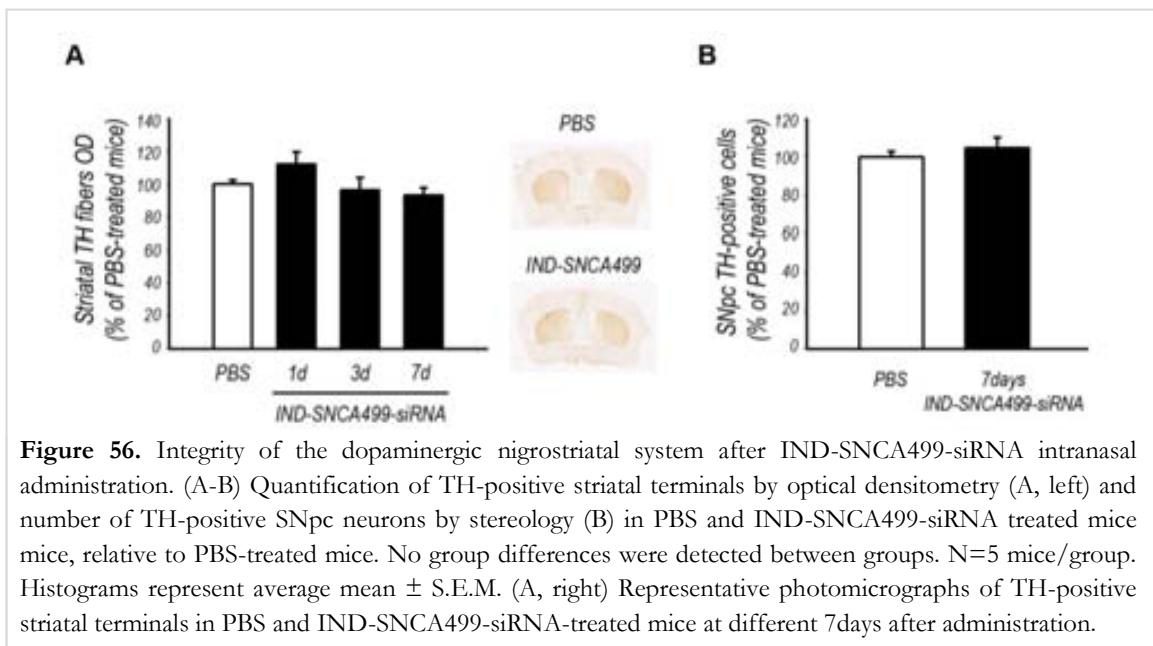 A
B
Striatal TH fibers OD
(% of PBS-treated mice)
140
120
100
80
60
40
20
0
PBS
1d
3d
7d
IND-SNCA499-siRNA
PBS
IND-SNCA499
SNpc TH-positive cells
(% of PBS-treated mice)
120
100
80
60
40
20
0
PBS
7days
IND-SNCA499-siRNA
Figure 56. Integrity of the dopaminergic nigrostriatal system after IND-SNCA499-siRNA intranasal
administration. (A-B) Quantification of TH-positive striatal terminals by optical densitometry (A, left) and
number of TH-positive SNpc neurons by stereology (B) in PBS and IND-SNCA499-siRNA treated mice
mice, relative to PBS-treated mice. No group differences were detected between groups. N=5 mice/group.
Histograms represent average mean ± S.E.M. (A, right) Representative photomicrographs of TH-positive
striatal terminals in PBS and IND-SNCA499-siRNA-treated mice at different 7days after administration.